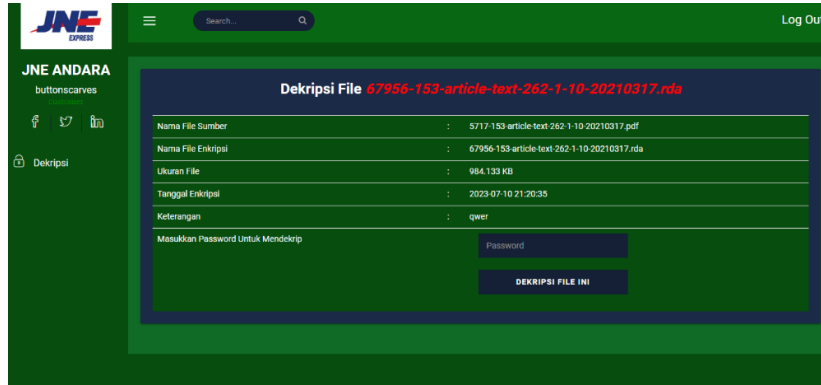 JNE
EXPRESS
Search...
Log Out
JNE ANDARA
buttonscarves
Customer
Dekripsi
Dekripsi File 67956-153-article-text-262-1-10-20210317.rda
Nama File Sumber : 5717-153-article-text-262-1-10-20210317.pdf
Nama File Enkripsi : 67956-153-article-text-262-1-10-20210317.rda
Ukuran File : 984.133 KB
Tanggal Enkripsi : 2023-07-10 21:20:35
Keterangan : qwer
Masukkan Password Untuk Mendekrip
Password
DEKRIPSI FILE INI